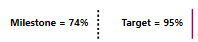 Milestone = 74% Target = 95%